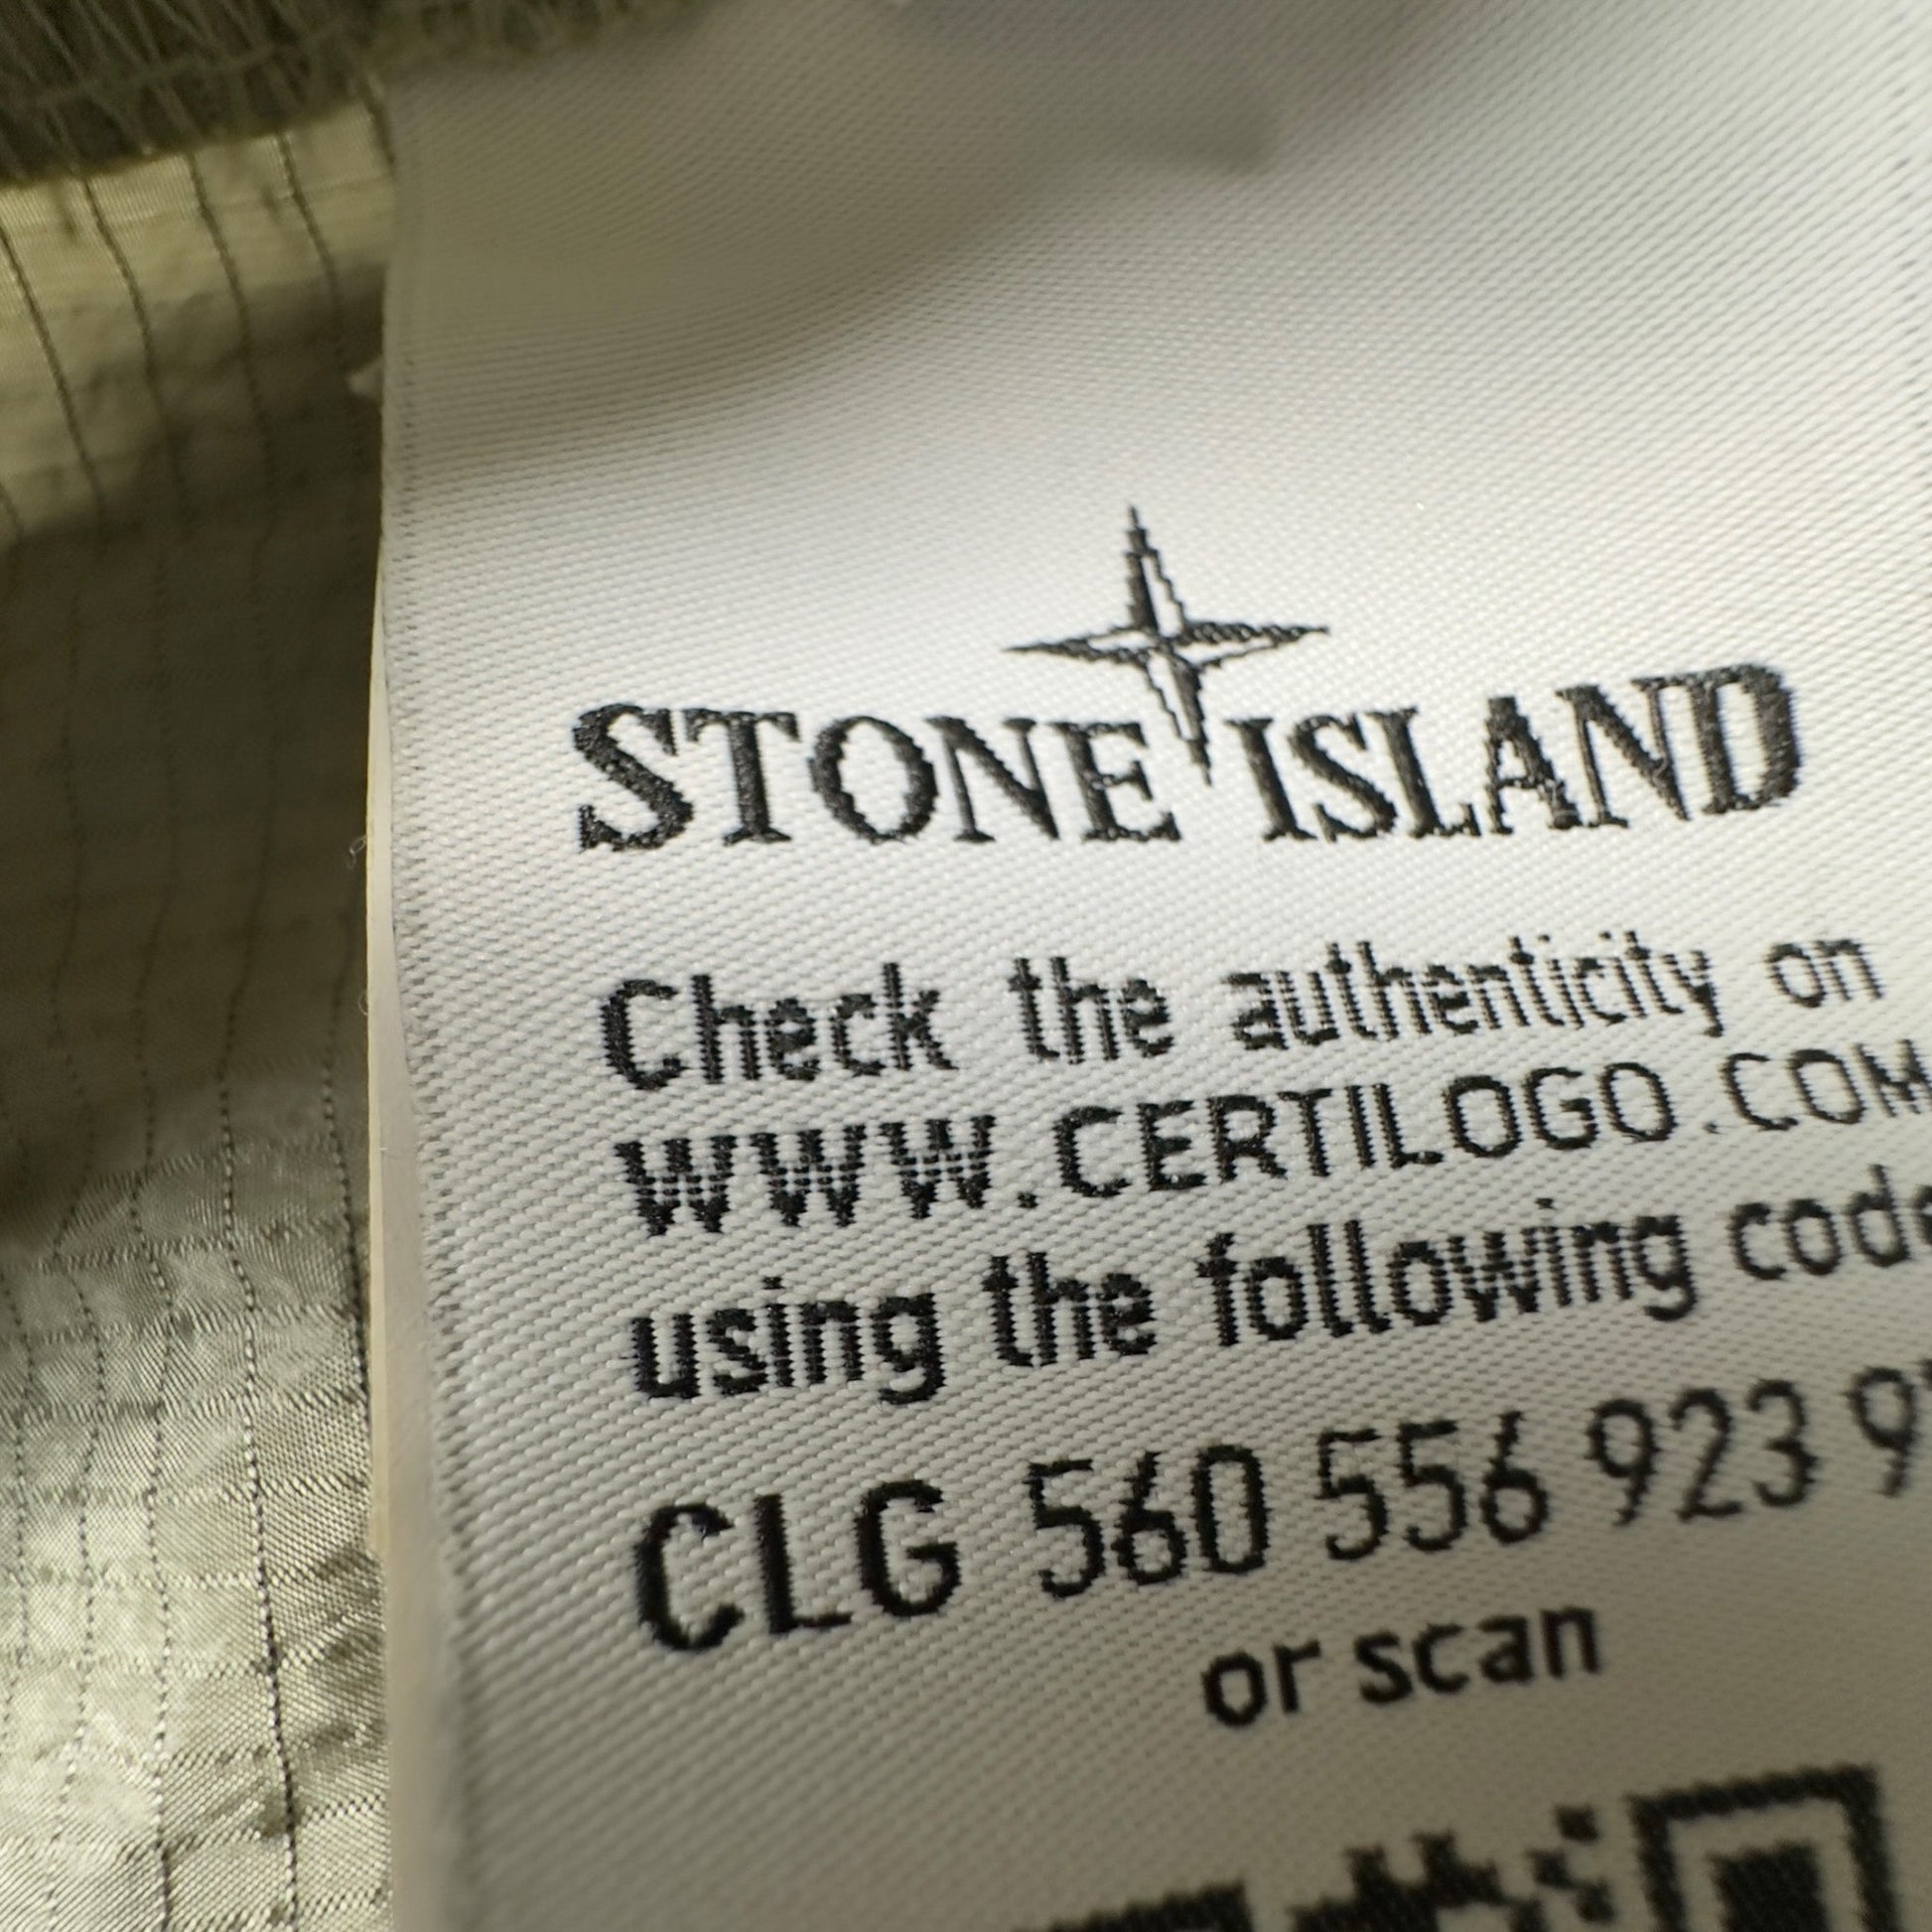 STONE ISLAND
Check the authenticity on
WWW.CERTILOGO.COM
using the following code
CLG 560 556 923 9
or scan